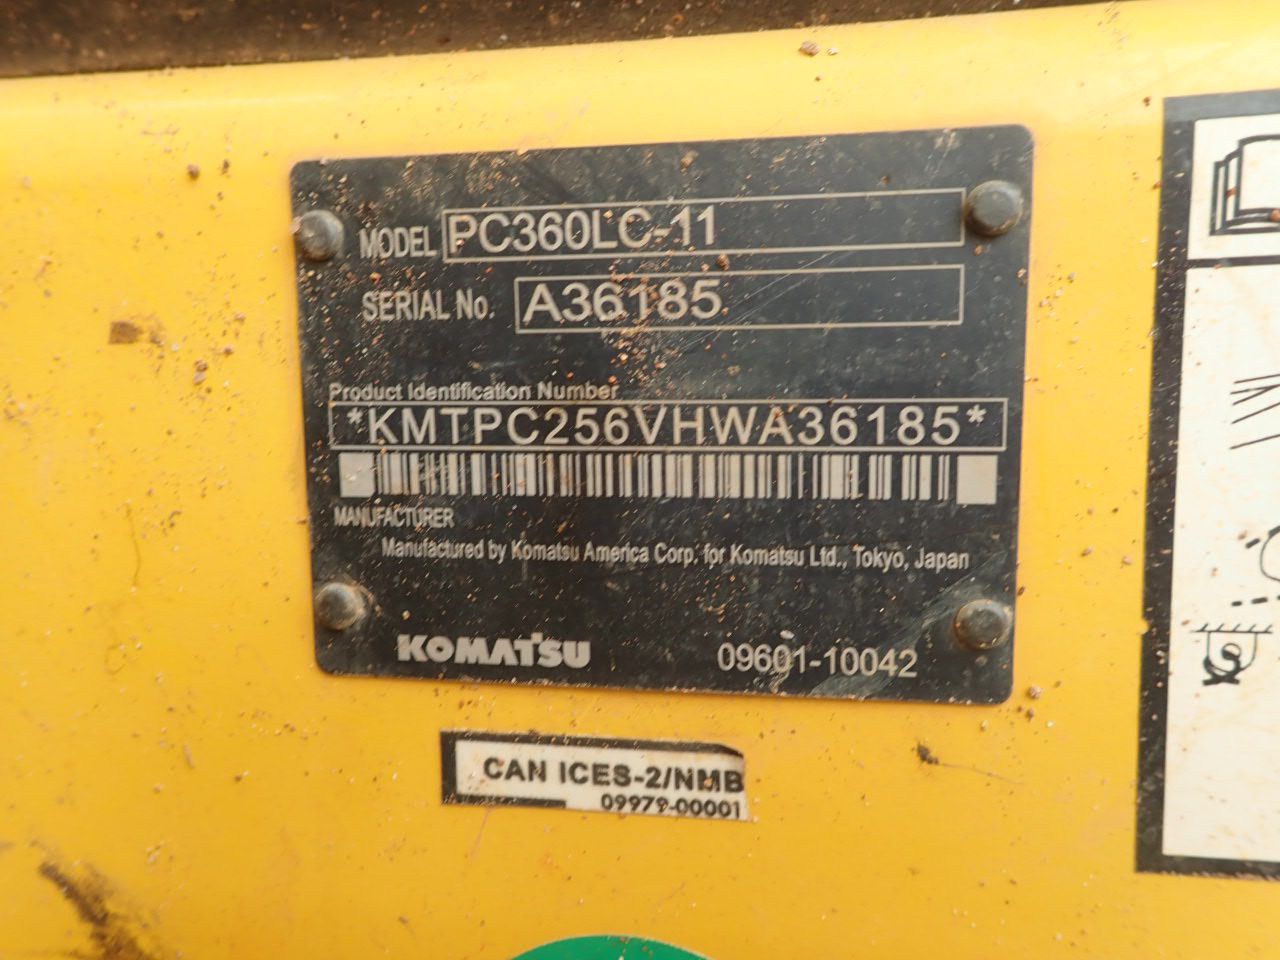 MODEL PC360LC-11
SERIAL No. A36185
Product Identification Number
*KMTPC256VHWA36185*
MANUFACTURER
Manufactured by Komatsu America Corp. for Komatsu Ltd., Tokyo, Japan
KOMATSU 09601-10042
CAN ICES-2/NMB
09979-00001